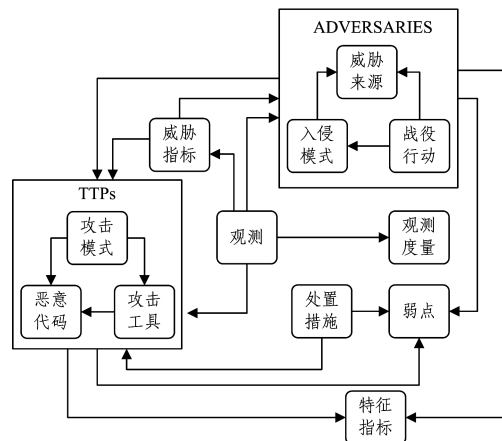 ADVERSARIES
威胁
来源
入侵
模式
战役
行动
威胁
指标
TTPs
攻击
模式
恶意
代码
攻击
工具
观测
观测
度量
处置
措施
弱点
特征
指标